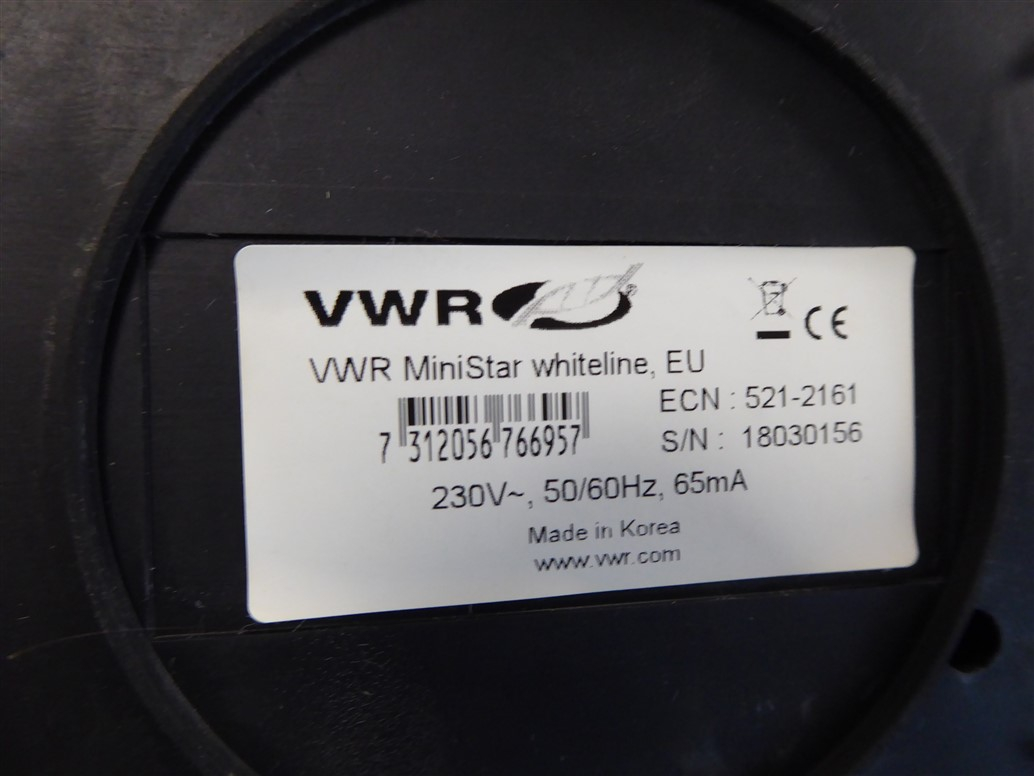 VWR
CE
VWR MiniStar whiteline, EU
ECN : 521-2161
7 312056 766957
S/N : 18030156
230V~, 50/60Hz, 65mA
Made in Korea
www.vwr.com